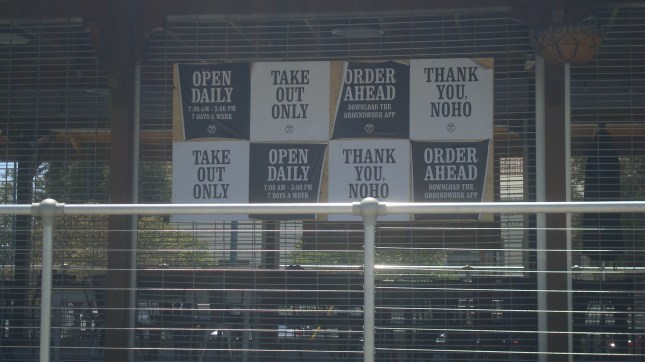 OPEN
DAILY
7:00 AM - 3:00 PM
7 DAYS A WEEK
TAKE
OUT
ONLY
ORDER
AHEAD
DOWNLOAD THE
GROUNDWORK APP
THANK
YOU,
NOHO
TAKE
OUT
ONLY
OPEN
DAILY
7:00 AM - 3:00 PM
7 DAYS A WEEK
THANK
YOU,
NOHO
ORDER
AHEAD
DOWNLOAD THE
GROUNDWORK APP